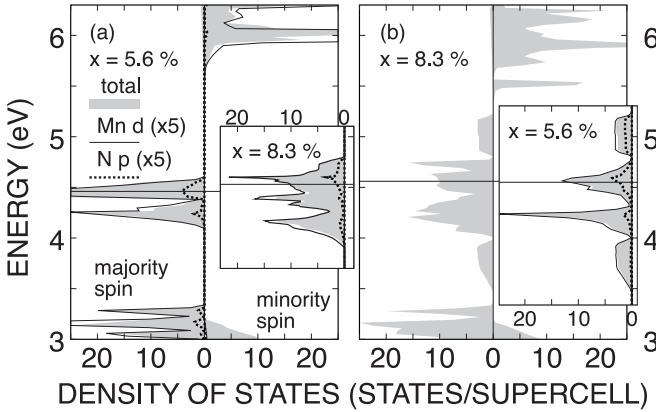 (a)
x = 5.6 %
total
Mn d (x5)
N p (x5)
majority
spin
minority
spin
20 10 0
x = 8.3 %
(b)
x = 8.3 %
x = 5.6 %
20 10 0
6
5
4
3
6
5
4
3
20 10 0 10 20
20 10 0 10 20
ENERGY (eV)
DENSITY OF STATES (STATES/SUPERCELL)